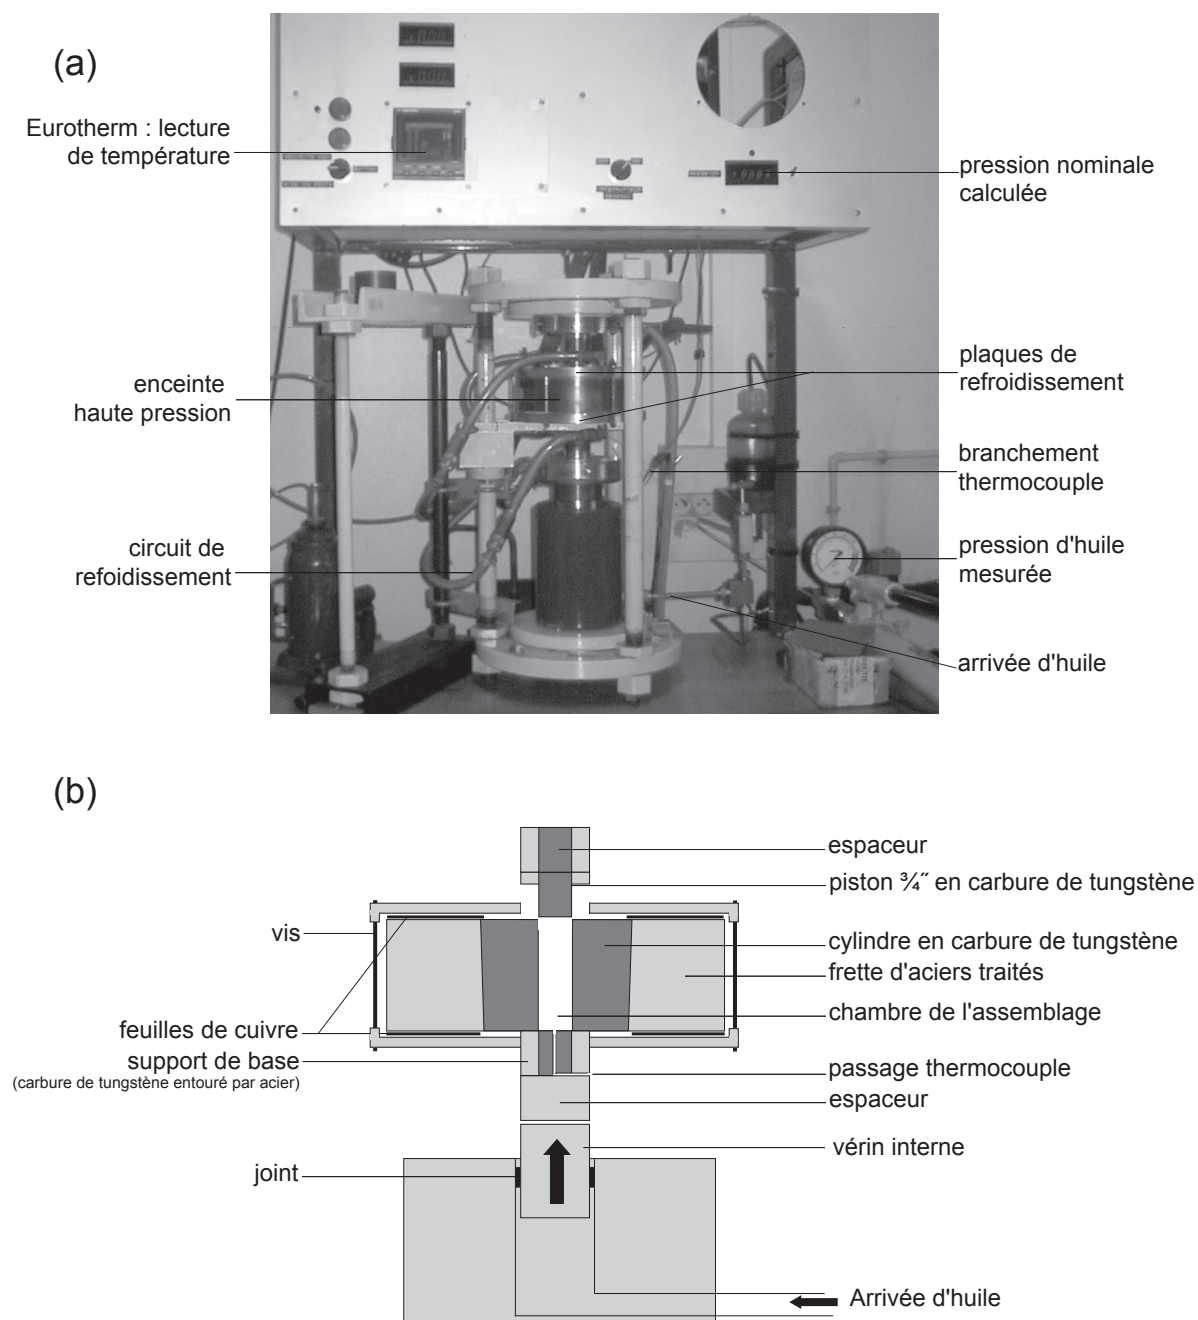 (a)
Eurotherm : lecture
de température
pression nominale
calculée
enceinte
haute pression
plaques de
refroidissement
branchement
thermocouple
circuit de
refoidissement
pression d'huile
mesurée
arrivée d'huile
(b)
espaceur
piston ¾˝ en carbure de tungstène
vis
cylindre en carbure de tungstène
frette d'aciers traités
chambre de l'assemblage
feuilles de cuivre
support de base
(carbure de tungstène entouré par acier)
passage thermocouple
espaceur
vérin interne
joint
Arrivée d'huile